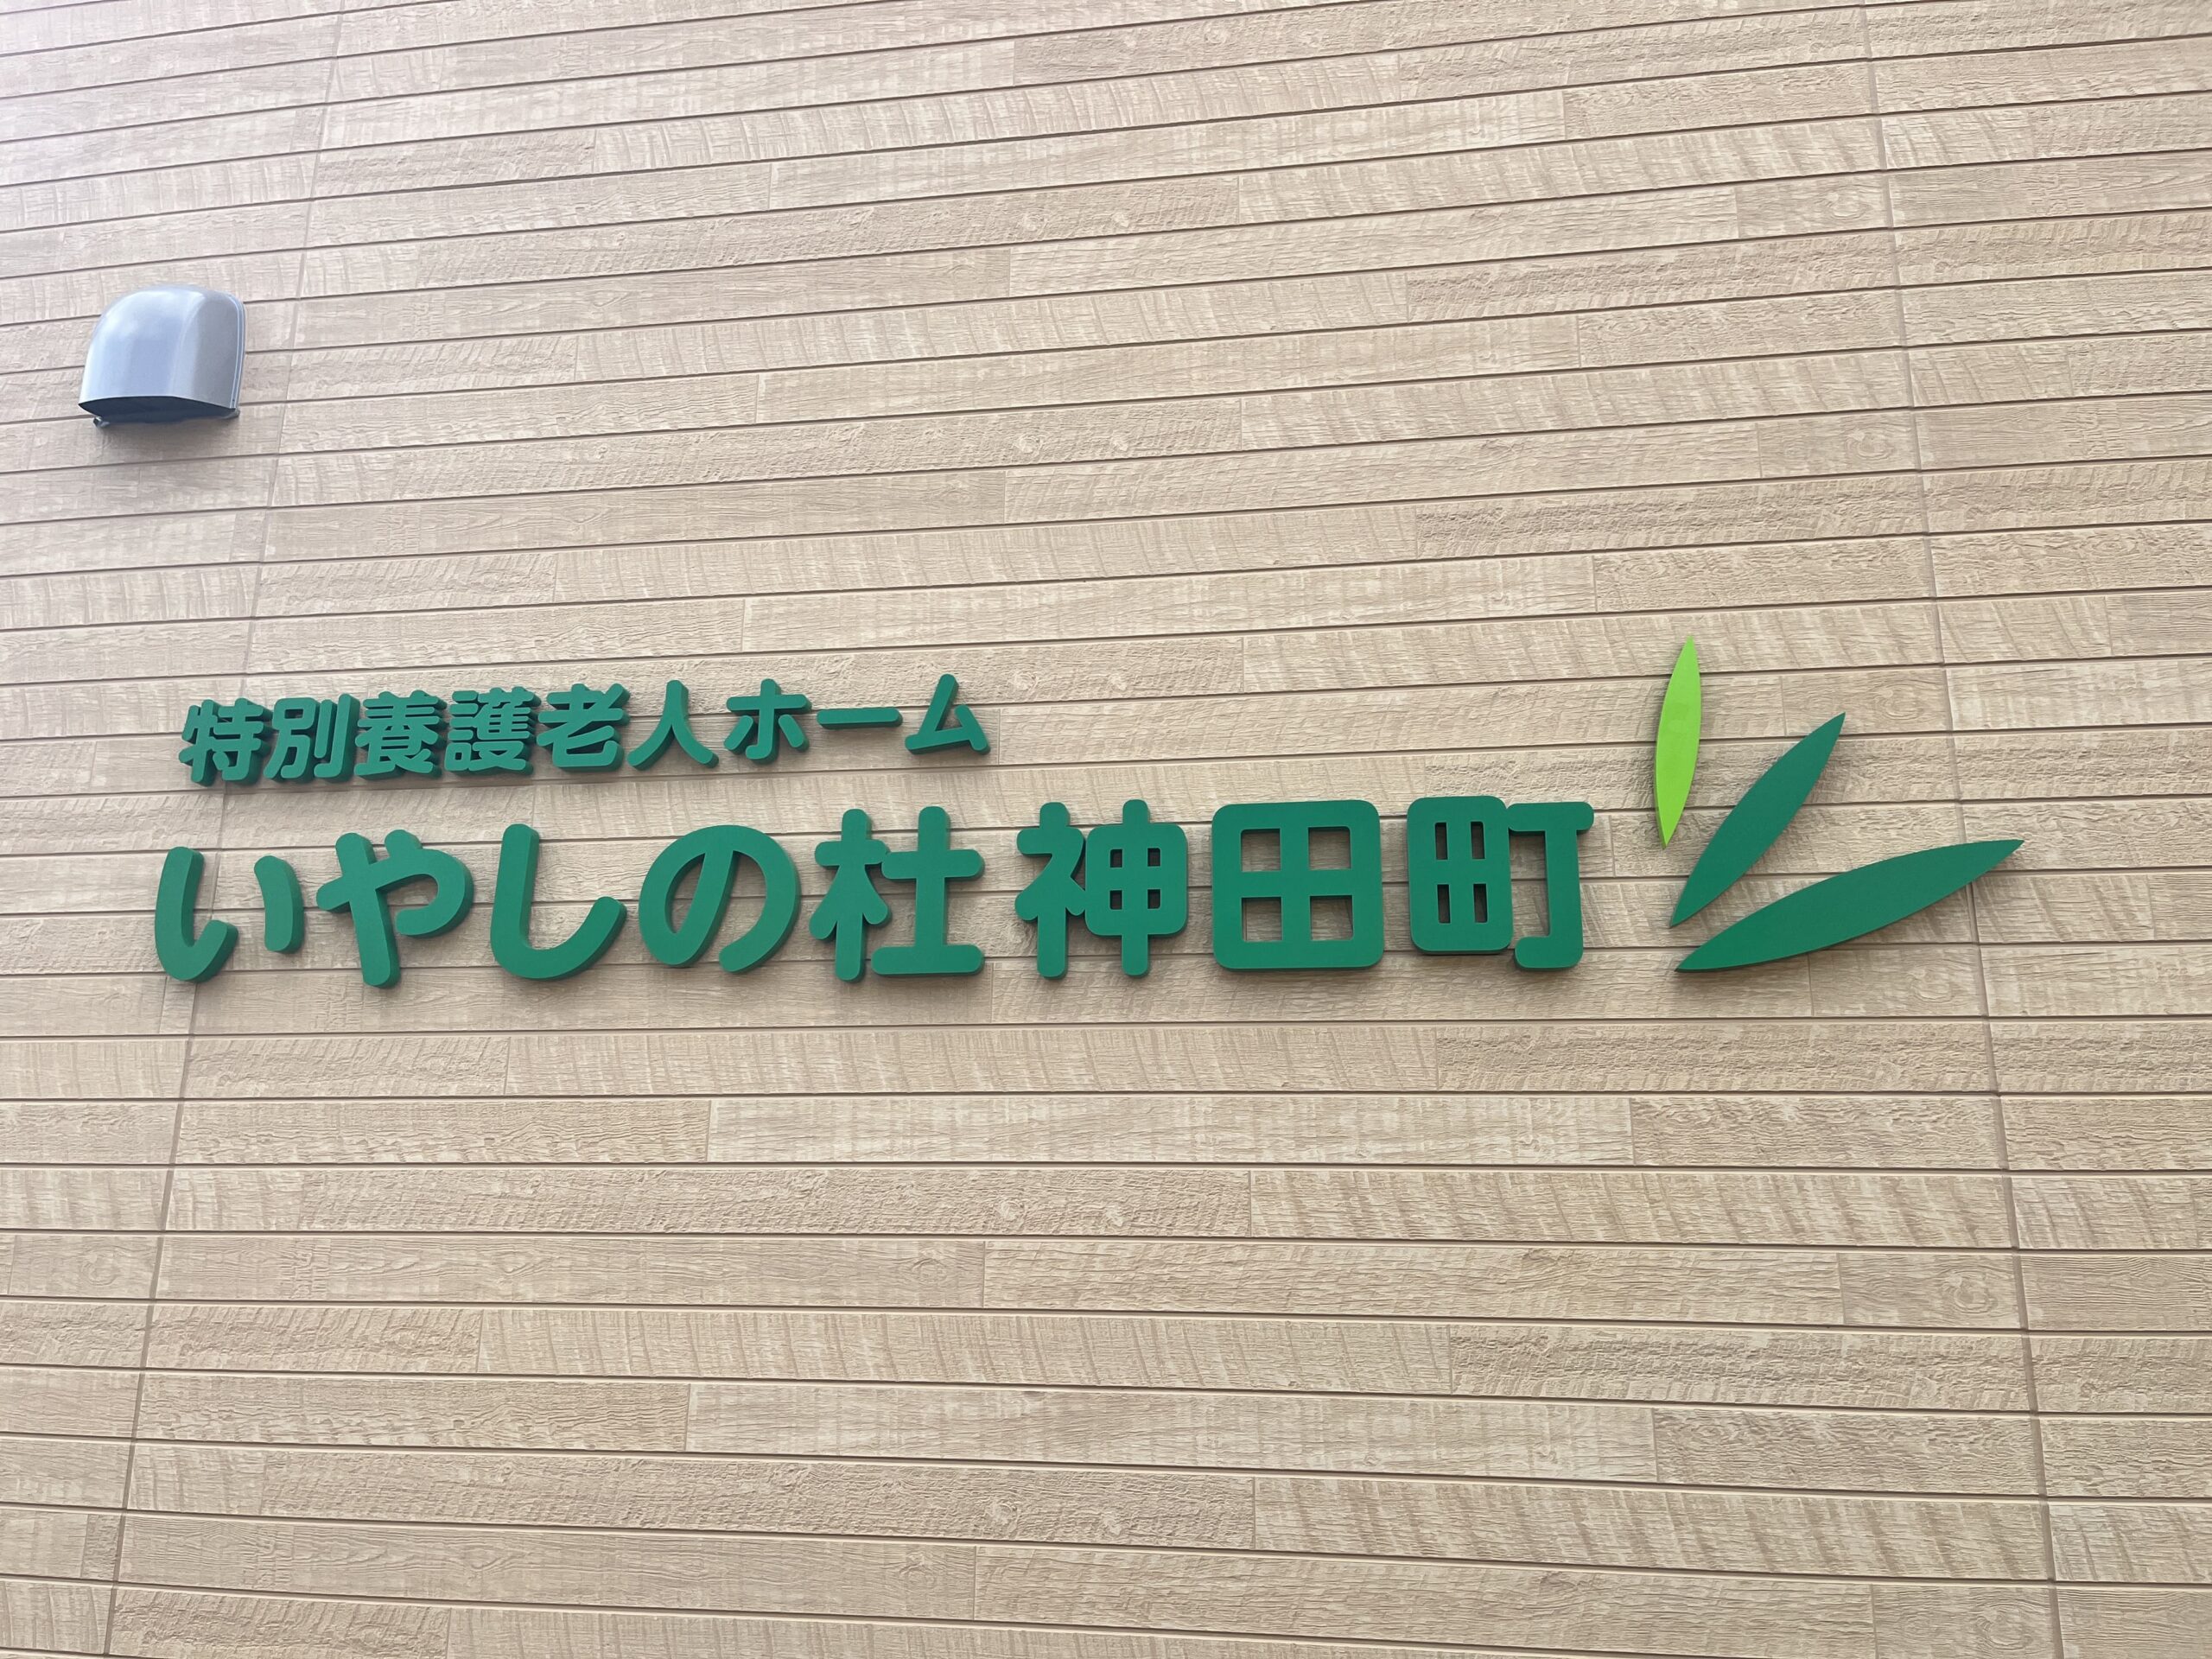 特別養護老人ホーム
いやしの杜 神田町